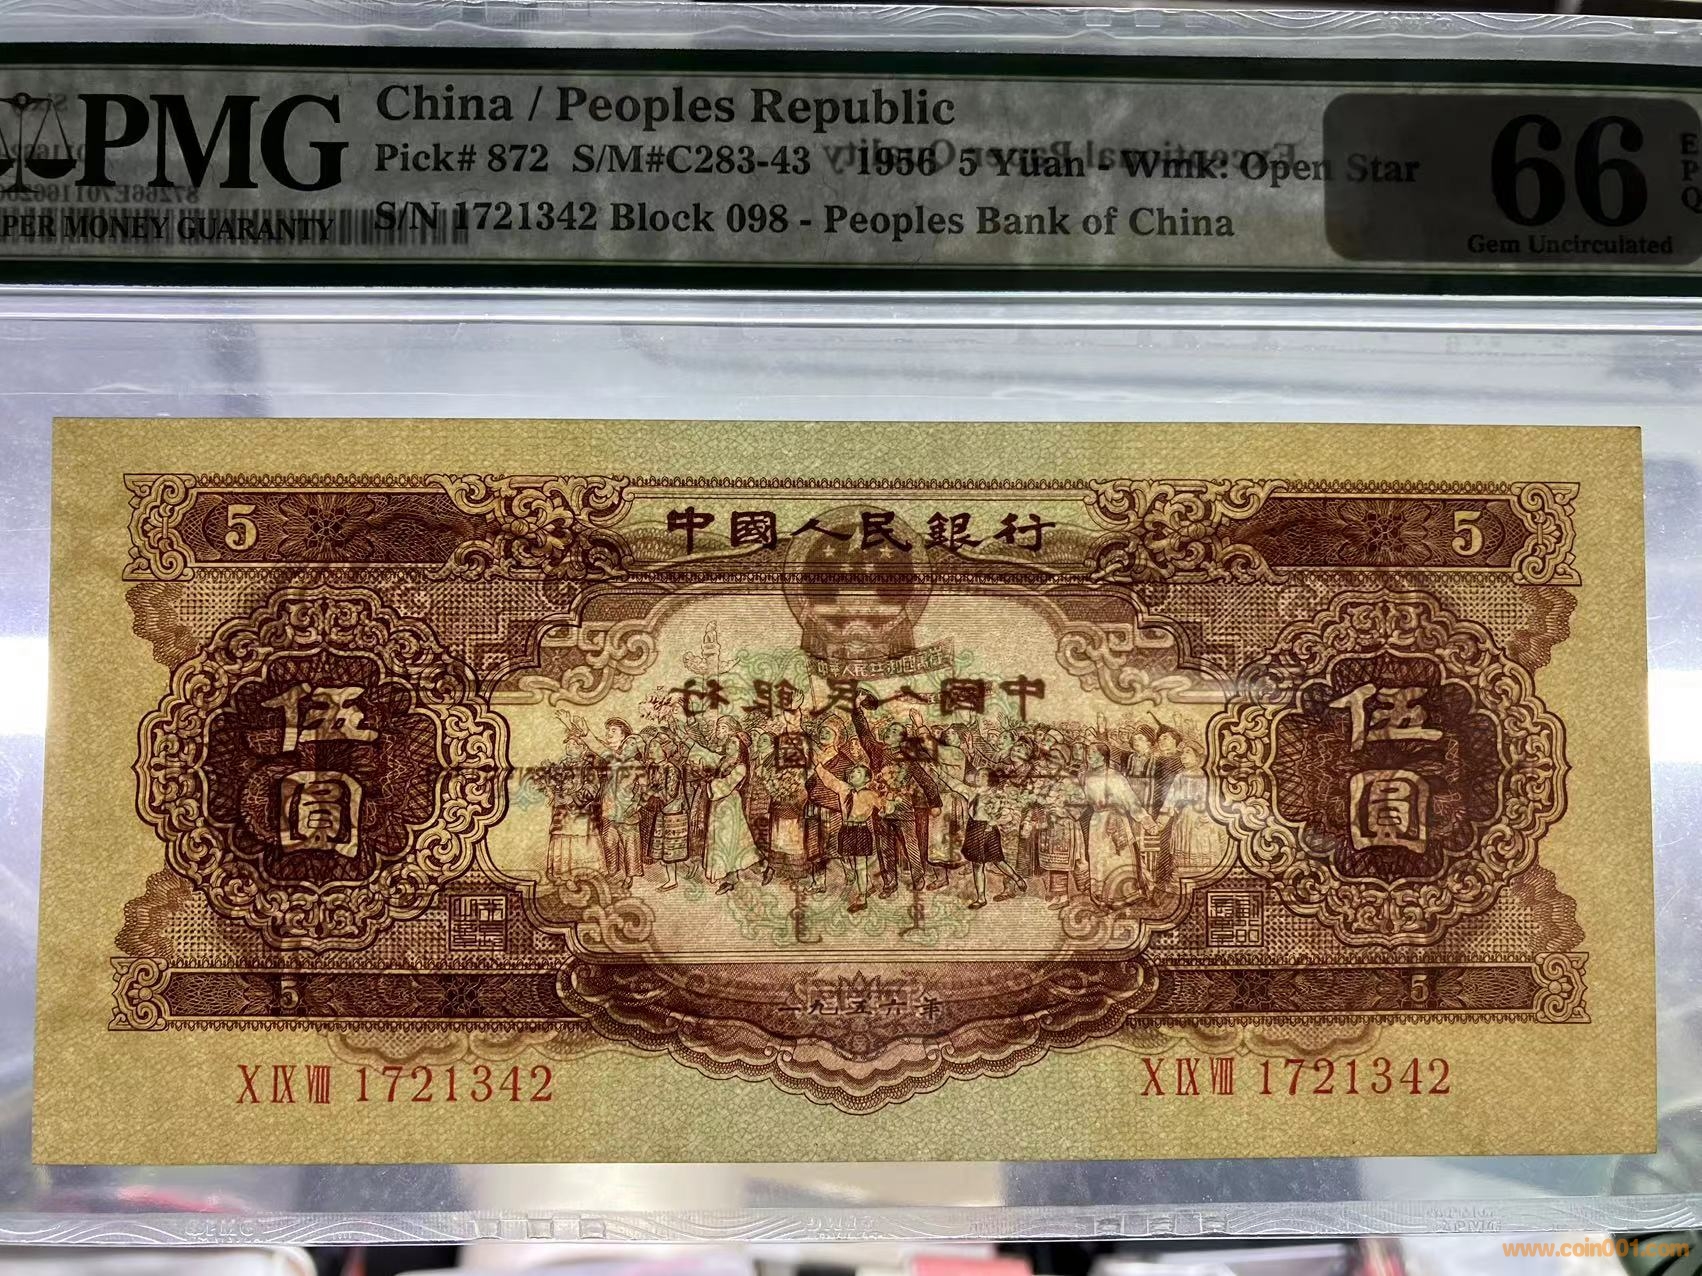 PMG
PER MONEY GUARANTY
China / Peoples Republic
Pick# 872 S/M#C283-43 1956 5 Yüan - Wmk: Open Star
S/N 1721342 Block 098 - Peoples Bank of China
66
Gem Uncirculated
E
P
Q
中國人民銀行
5
5
伍圓
伍圓
5
5
一九五六年
X IX VIII 1721342
X IX VIII 1721342
www.coin001.com